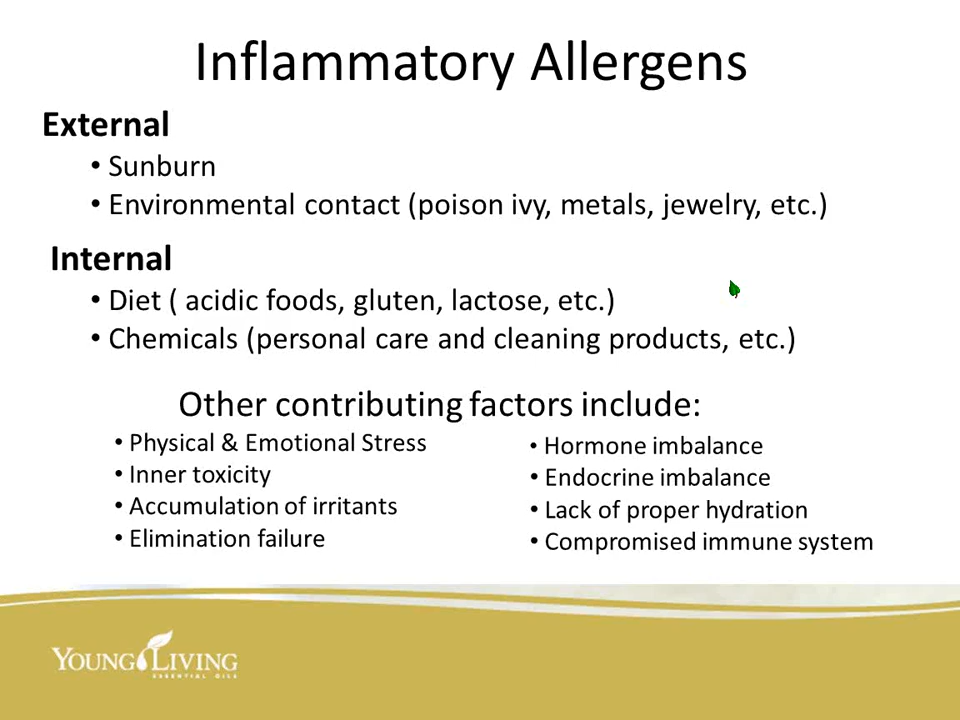 Inflammatory Allergens
External
• Sunburn
• Environmental contact (poison ivy, metals, jewelry, etc.)
Internal
• Diet ( acidic foods, gluten, lactose, etc.)
• Chemicals (personal care and cleaning products, etc.)
Other contributing factors include:
• Physical & Emotional Stress
• Inner toxicity
• Accumulation of irritants
• Elimination failure
• Hormone imbalance
• Endocrine imbalance
• Lack of proper hydration
• Compromised immune system
YOUNG LIVING
ESSENTIAL OILS